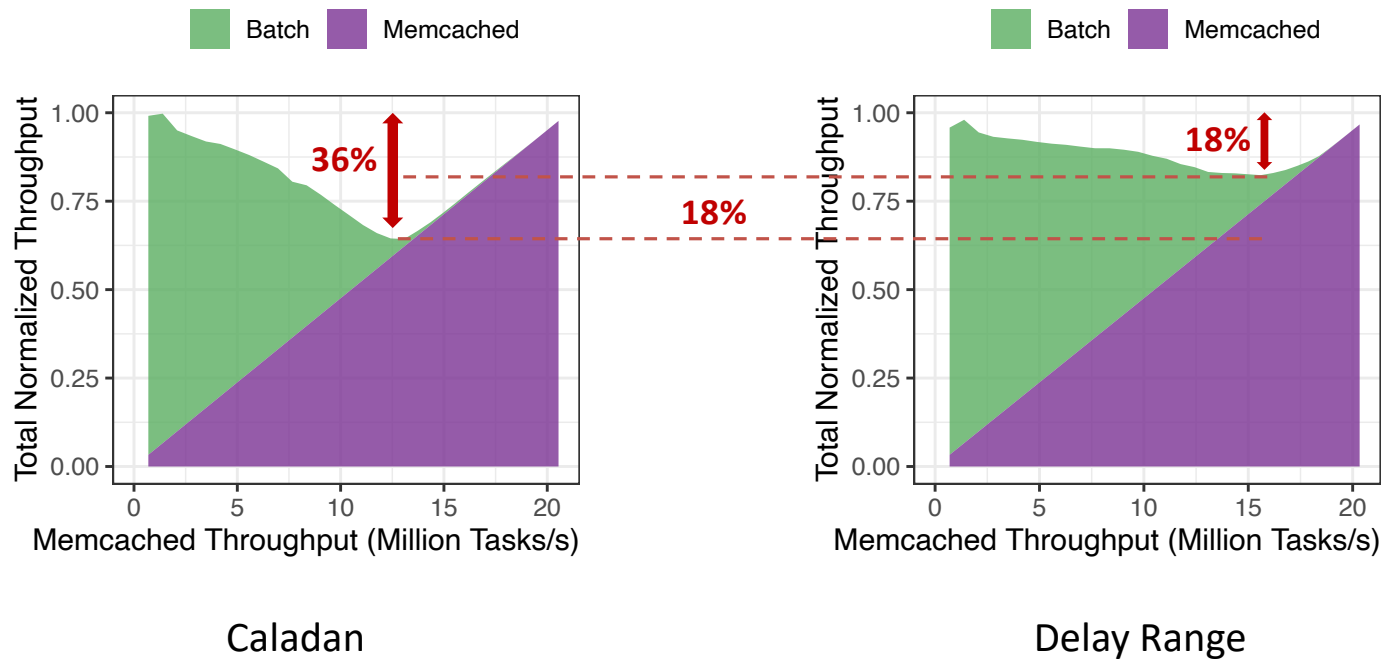 Batch Memcached
Total Normalized Throughput
1.00
0.75
0.50
0.25
0.00
36%
0 5 10 15 20
Memcached Throughput (Million Tasks/s)
Caladan
18%
Batch Memcached
Total Normalized Throughput
1.00
0.75
0.50
0.25
0.00
18%
0 5 10 15 20
Memcached Throughput (Million Tasks/s)
Delay Range